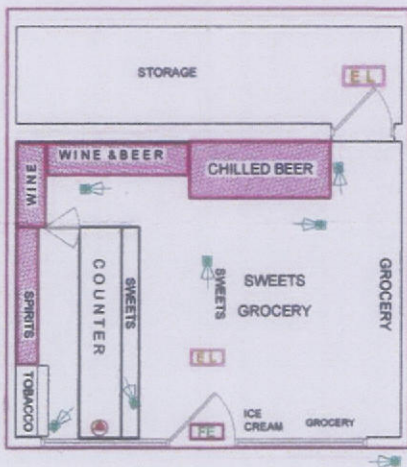 STORAGE
EL
WINE & BEER
CHILLED BEER
WINE
SPIRITS
TOBACCO
COUNTER
SWEETS
SWEETS
SWEETS
GROCERY
GROCERY
EL
FE
ICE
CREAM
GROCERY